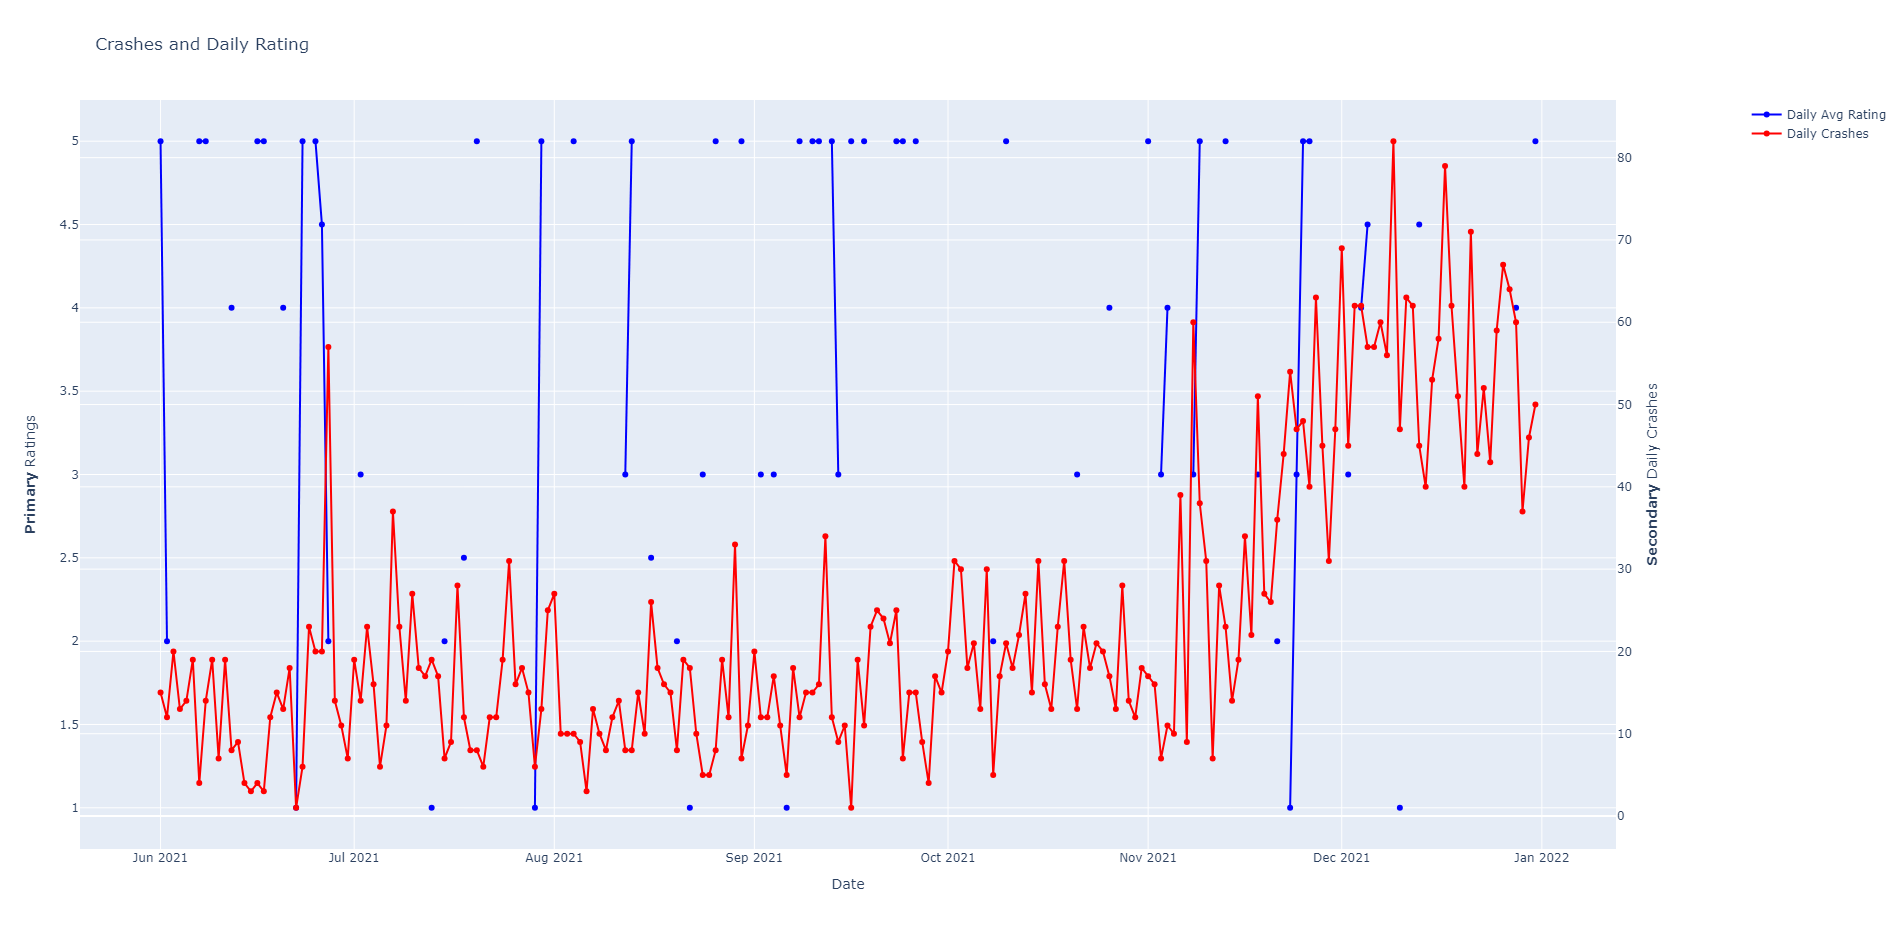 Crashes and Daily Rating
Daily Avg Rating
Daily Crashes
5
4.5
4
3.5
3
2.5
2
1.5
1
Primary Ratings
80
70
60
50
40
30
20
10
0
Secondary Daily Crashes
Jun 2021
Jul 2021
Aug 2021
Sep 2021
Oct 2021
Nov 2021
Dec 2021
Jan 2022
Date